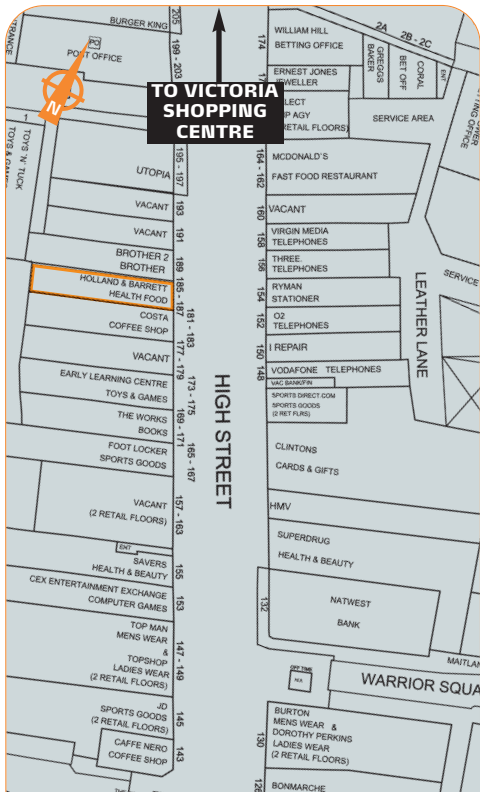 BURGER KING
PO
POST OFFICE
N
1
TOYS 'N' TUCK
TOYS & GAMES
205
199 - 203
TO VICTORIA
SHOPPING
CENTRE
UTOPIA
195 - 197
VACANT
193
VACANT
191
BROTHER 2
BROTHER
189
HOLLAND & BARRETT
HEALTH FOOD
185 - 187
COSTA
COFFEE SHOP
181 - 183
VACANT
177 - 179
EARLY LEARNING CENTRE
TOYS & GAMES
173 - 175
THE WORKS
BOOKS
169 - 171
FOOT LOCKER
SPORTS GOODS
165 - 167
VACANT
(2 RETAIL FLOORS)
157 - 163
ENT
SAVERS
HEALTH & BEAUTY
155
CEX ENTERTAINMENT EXCHANGE
COMPUTER GAMES
153
TOP MAN
MENS WEAR
&
TOPSHOP
LADIES WEAR
(2 RETAIL FLOORS)
147 - 149
JD
SPORTS GOODS
(2 RETAIL FLOORS)
145
CAFFE NERO
COFFEE SHOP
143
HIGH STREET
174
WILLIAM HILL
BETTING OFFICE
2A
2B - 2C
GREGGS
BAKER
BET OFF
CORAL
ENT
ERNEST JONES
JEWELLER
RETAIL FLOORS)
SERVICE AREA
164 - 162
MCDONALD'S
FAST FOOD RESTAURANT
160
VACANT
158
VIRGIN MEDIA
TELEPHONES
156
THREE.
TELEPHONES
154
RYMAN
STATIONER
152
O2
TELEPHONES
150
I REPAIR
148
VODAFONE TELEPHONES
VAC BANK/FIN
SPORTS DIRECT.COM
SPORTS GOODS
(2 RET FLRS)
LEATHER LANE
SERVICE
CLINTONS
CARDS & GIFTS
HMV
SUPERDRUG
HEALTH & BEAUTY
132
NATWEST
BANK
OFF TIME
WARRIOR SQUA
MAITLAN
130
BURTON
MENS WEAR &
DOROTHY PERKINS
LADIES WEAR
(2 RETAIL FLOORS)
126
BONMARCHE